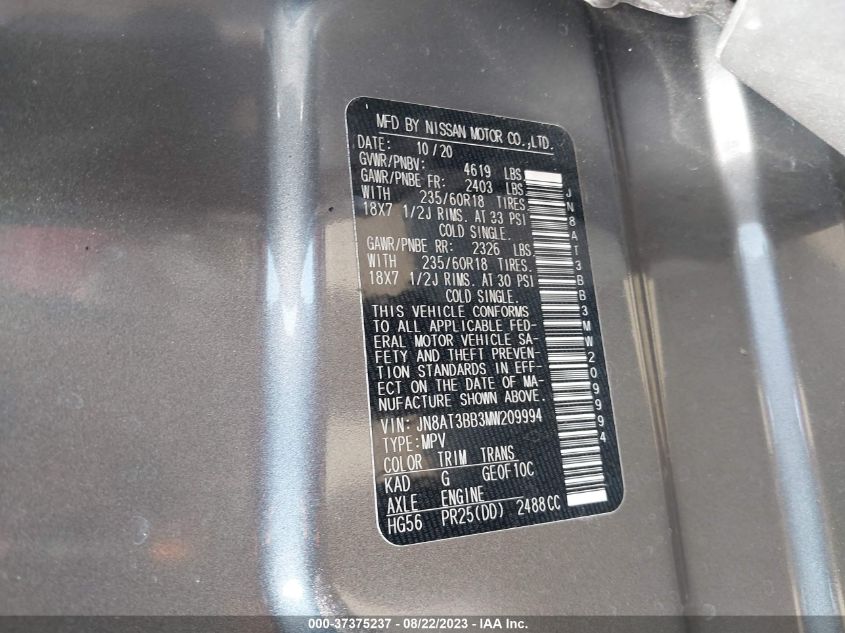 MFD BY NISSAN MOTOR CO.,LTD.
DATE: 10/20
GVWR/PNBV: 4619 LBS
GAWR/PNBE FR: 2403 LBS
WITH 235/60R18 TIRES
18X7 1/2J RIMS. AT 33 PSI
COLD SINGLE.
GAWR/PNBE RR: 2326 LBS.
WITH 235/60R18 TIRES.
18X7 1/2J RIMS. AT 30 PSI
COLD SINGLE.
THIS VEHICLE CONFORMS
TO ALL APPLICABLE FED-
ERAL MOTOR VEHICLE SA-
FETY AND THEFT PREVEN-
TION STANDARDS IN EFF-
ECT ON THE DATE OF MA-
NUFACTURE SHOWN ABOVE.
VIN: JN8AT3BB3MW209994
TYPE:MPV
COLOR TRIM TRANS
KAD G GE0F10C
AXLE ENGINE
HG56 PR25(DD) 2488CC
JN8AT3BB3MW209994
000-37375237 - 08/22/2023 - IAA Inc.